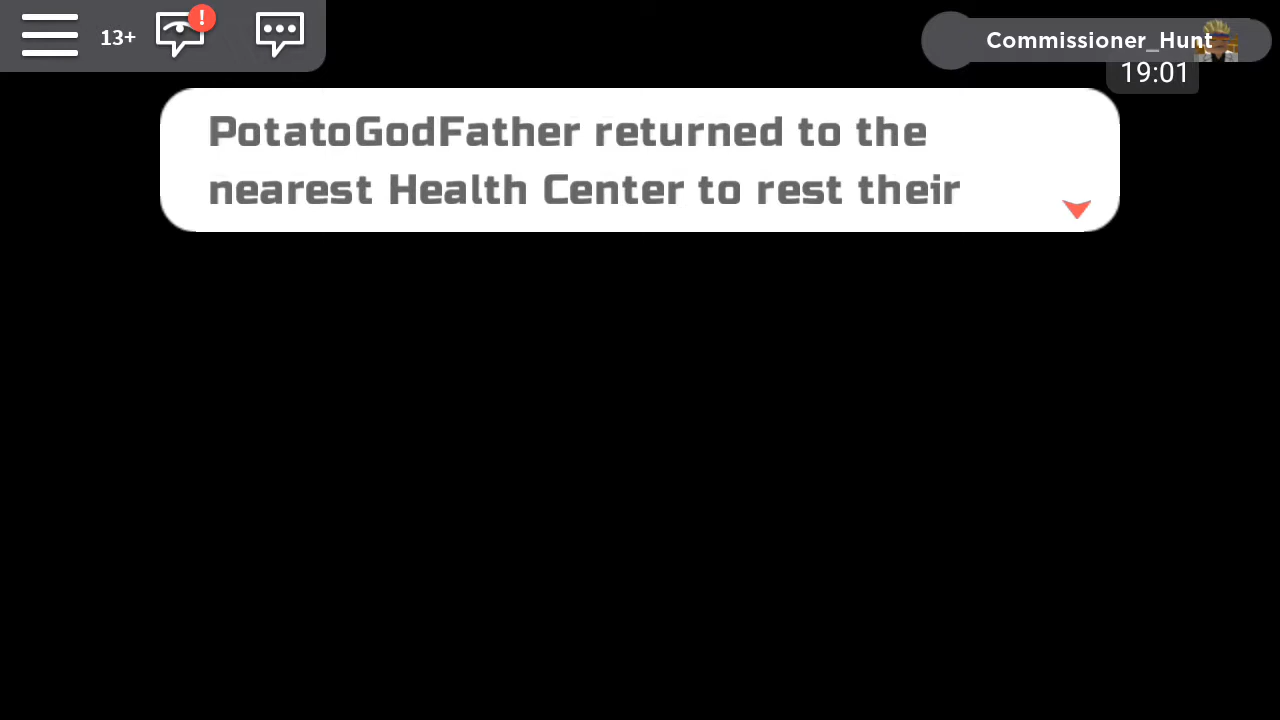 13+
!
Commissioner_Hunt
19:01
PotatoGodFather returned to the
nearest Health Center to rest their